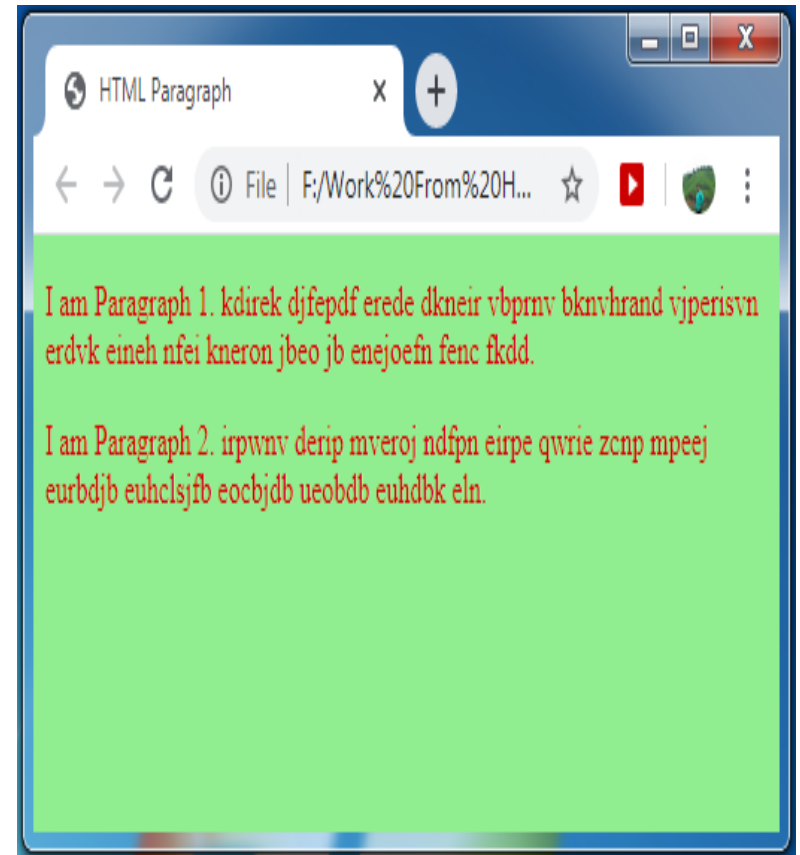 HTML Paragraph
File F:/Work%20From%20H...
I am Paragraph 1. kdirek djfepdf erede dkneir vbprnv bknvhrand vjperisvn
erdvk eineh nfei kneron jbeo jb enejoefn fenc fkdd.
I am Paragraph 2. irpwnv derip mveroj ndfpn eirpe qwrie zcnp mpeej
eurbdjb euhclsjfb eocbjdb ueobdb euhdbk eln.